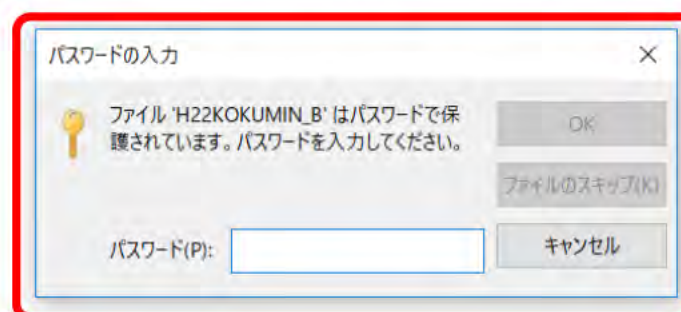 パスワードの入力
ファイル 'H22KOKUMIN_B' はパスワードで保
護されています。パスワードを入力してください。
OK
ファイルのスキップ(K)
パスワード(P):
キャンセル